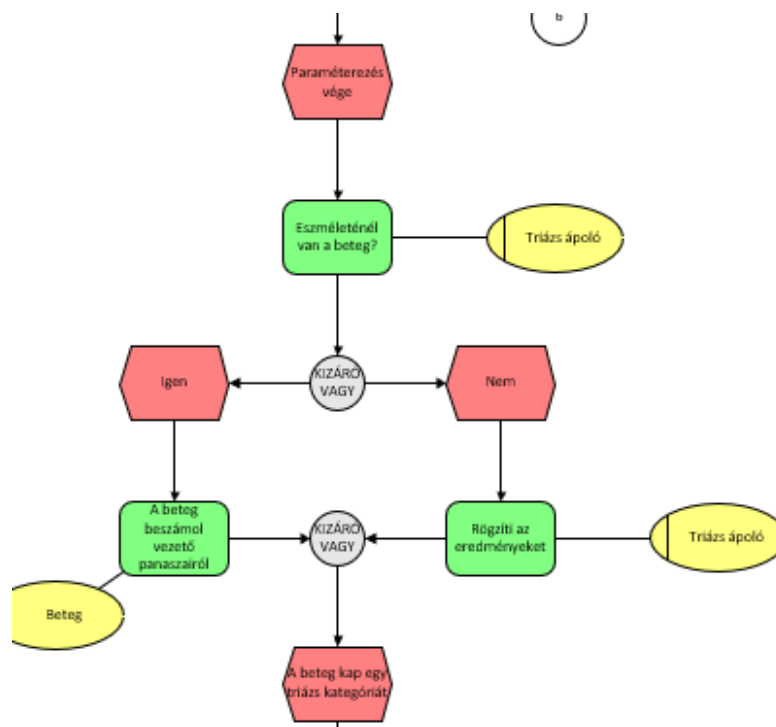 6
Paraméterezés
vége
Eszméleténél
van a beteg?
Triázs ápoló
Igen
KIZÁRÓ
VAGY
Nem
A beteg
beszámol
vezető
panaszairól
KIZÁRÓ
VAGY
Rögzíti az
eredményeket
Triázs ápoló
Beteg
A beteg kap egy
triázs kategóriát